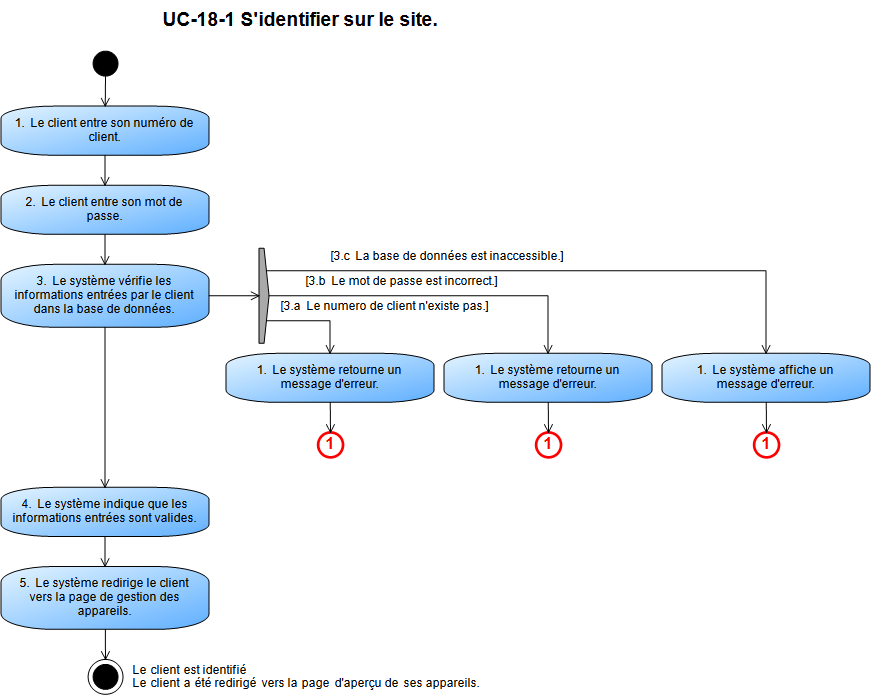 UC-18-1 S'identifier sur le site.
1. Le client entre son numéro de
client.
2. Le client entre son mot de
passe.
3. Le système vérifie les
informations entrées par le client
dans la base de données.
[3.c La base de données est inaccessible.]
[3.b Le mot de passe est incorrect.]
[3.a Le numero de client n'existe pas.]
1. Le système retourne un
message d'erreur.
1. Le système retourne un
message d'erreur.
1. Le système affiche un
message d'erreur.
1
1
1
4. Le système indique que les
informations entrées sont valides.
5. Le système redirige le client
vers la page de gestion des
appareils.
Le client est identifié
Le client a été redirigé vers la page d'aperçu de ses appareils.